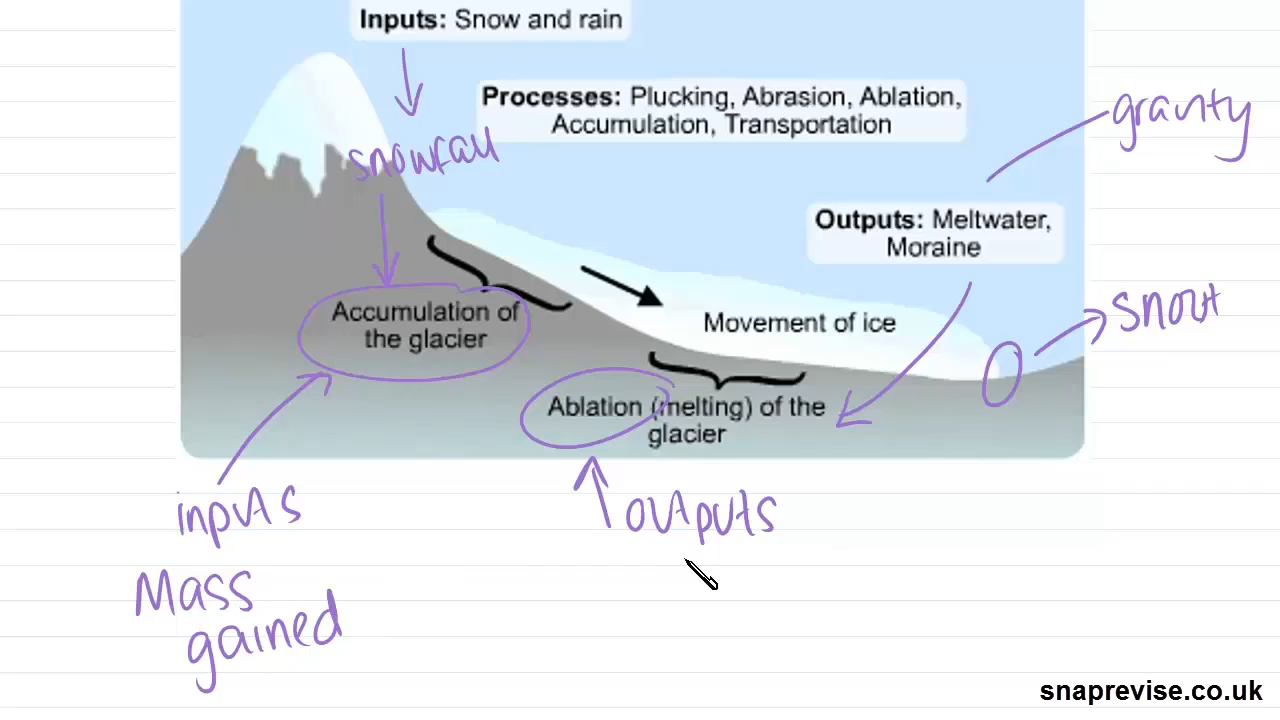 Inputs: Snow and rain
Processes: Plucking, Abrasion, Ablation,
Accumulation, Transportation
gravity
snowfall
Outputs: Meltwater,
Moraine
Accumulation of
the glacier
Movement of ice
snout
Ablation (melting) of the
glacier
inputs
outputs
Mass
gained
snaprevise.co.uk